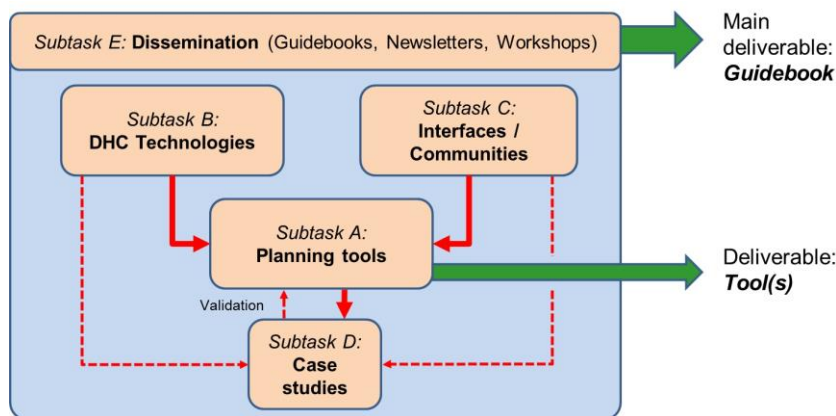 Subtask E: Dissemination (Guidebooks, Newsletters, Workshops)
Main
deliverable:
Guidebook
Subtask B:
DHC Technologies
Subtask C:
Interfaces /
Communities
Subtask A:
Planning tools
Deliverable:
Tool(s)
Validation
Subtask D:
Case
studies